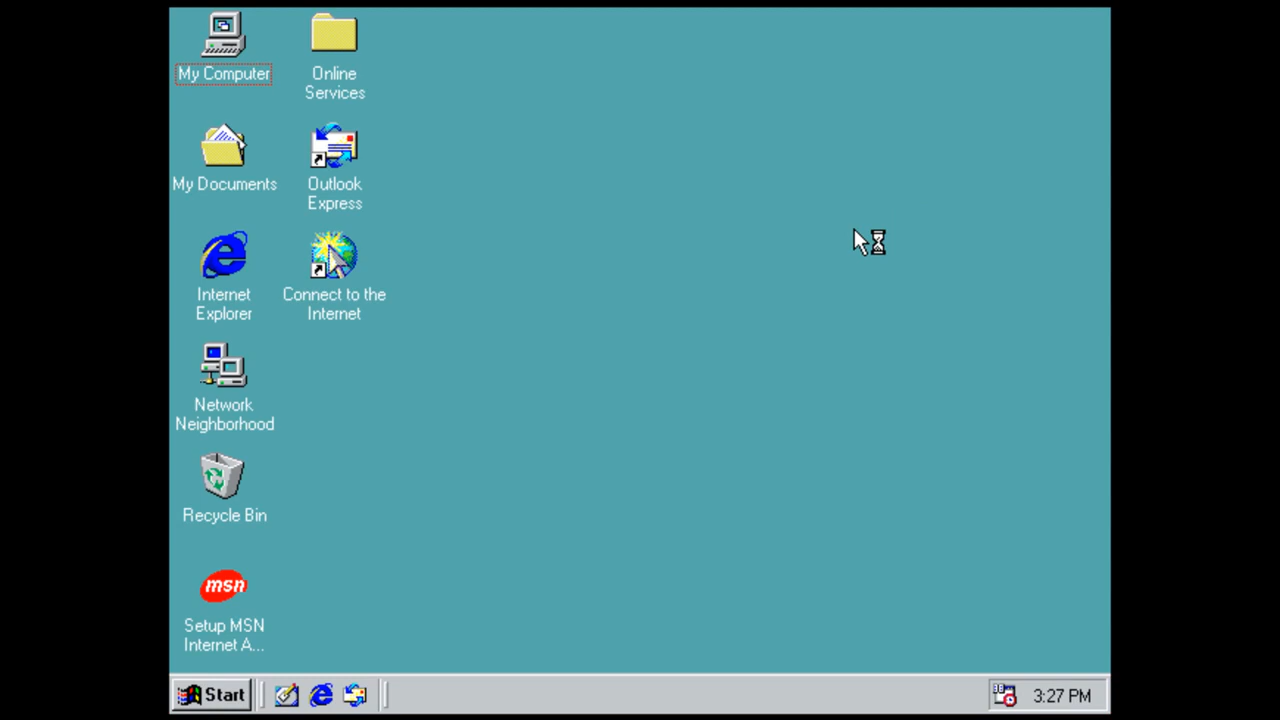 My Computer
Online
Services
My Documents
Outlook
Express
Internet
Explorer
Connect to the
Internet
Network
Neighborhood
Recycle Bin
msn
Setup MSN
Internet A...
Start
3:27 PM